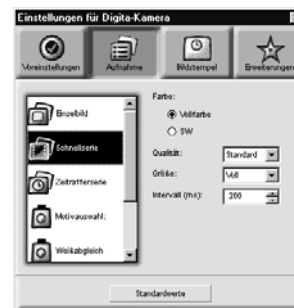 Einstellungen für Digita-Kamera
Voreinstellungen
Aufnahme
Bildstempel
Erweiterungen
Einzelbild
Schnellserie
Zeitrafferserie
Motivauswahl:
Weißabgleich
Farbe:
Vollfarbe
SW
Qualität:
Standard
Größe:
Voll
Intervall (ms):
200
Standardwerte